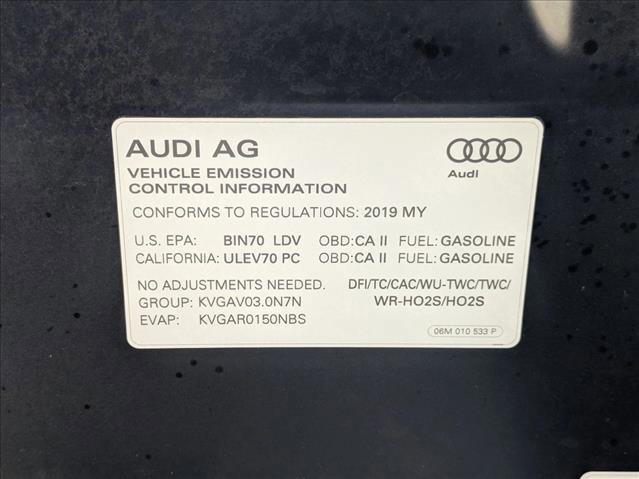 AUDI AG
Audi
VEHICLE EMISSION
CONTROL INFORMATION
CONFORMS TO REGULATIONS: 2019 MY
U.S. EPA: BIN70 LDV OBD:CA II FUEL:GASOLINE
CALIFORNIA: ULEV70 PC OBD:CA II FUEL:GASOLINE
NO ADJUSTMENTS NEEDED. DFI/TC/CAC/WU-TWC/TWC/
GROUP: KVGAV03.0N7N WR-HO2S/HO2S
EVAP: KVGAR0150NBS
06M 010 533 P